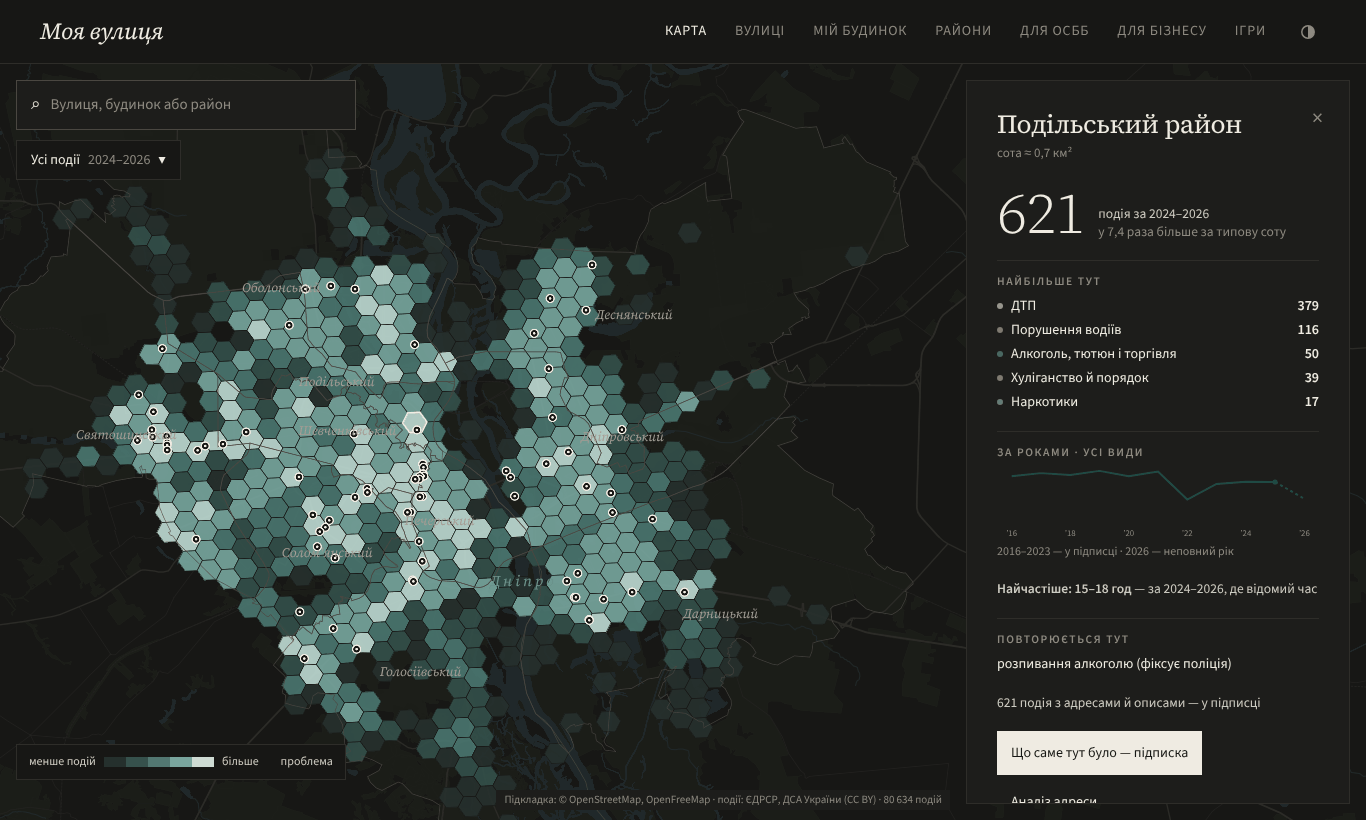 Моя вулиця
КАРТА ВУЛИЦІ МІЙ БУДИНОК РАЙОНИ ДЛЯ ОСББ ДЛЯ БІЗНЕСУ ІГРИ
Вулиця, будинок або район
Усі події 2024–2026 ▼
Оболонський
Деснянський
Подільський
Святошинський
Шевченківський
Дніпровський
Печерський
Солом'янський
Дніпро
Дарницький
Голосіївський
менше подій більше проблема
Підкладка: © OpenStreetMap, OpenFreeMap · події: ЄДРСР, ДСА України (CC BY) · 80 634 подій
Подільський район ×
сота ≈ 0,7 км²
621 подія за 2024–2026
у 7,4 раза більше за типову соту
НАЙБІЛЬШЕ ТУТ
ДТП 379
Порушення водіїв 116
Алкоголь, тютюн і торгівля 50
Хуліганство й порядок 39
Наркотики 17
ЗА РОКАМИ · УСІ ВИДИ
'16 '18 '20 '22 '24 '26
2016–2023 — у підписці · 2026 — неповний рік
Найчастіше: 15–18 год — за 2024–2026, де відомий час
ПОВТОРЮЄТЬСЯ ТУТ
розпивання алкоголю (фіксує поліція)
621 подія з адресами й описами — у підписці
Що саме тут було — підписка
Аналіз адреси